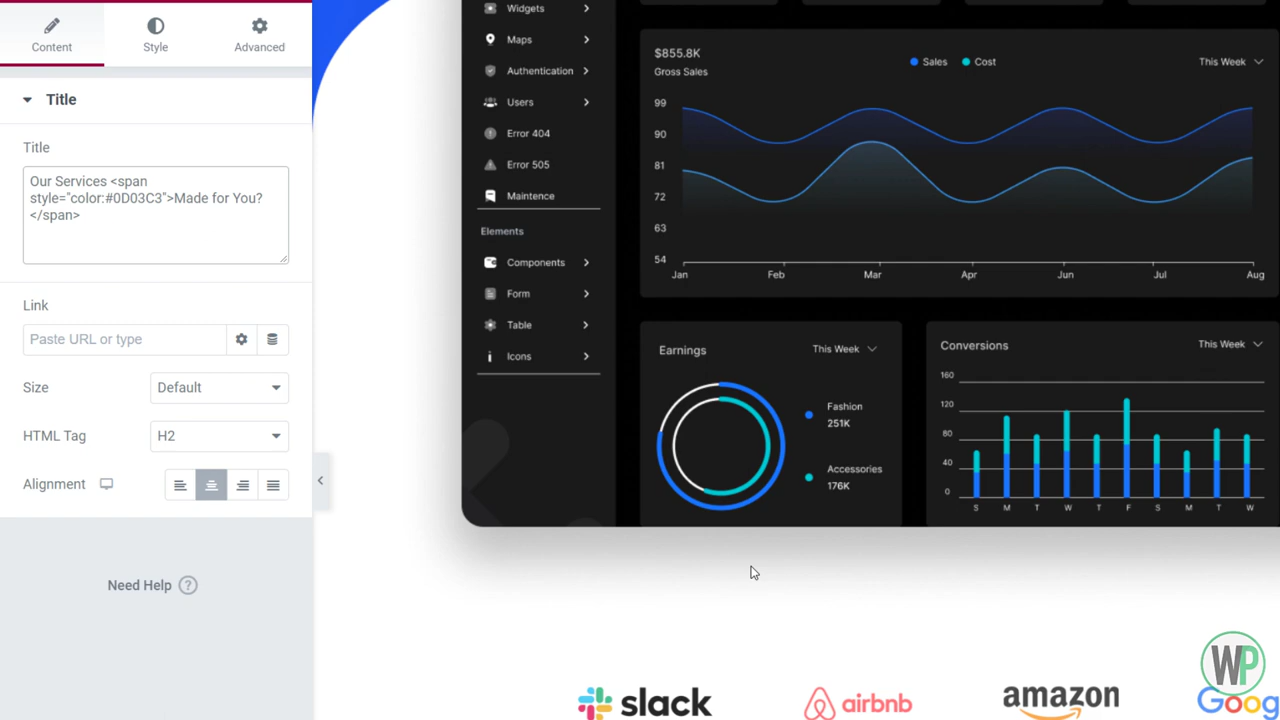 Content
Style
Advanced
Title
Title
Our Services <span
style="color:#0D03C3">Made for You?
</span>
Link
Paste URL or type
Size
Default
HTML Tag
H2
Alignment
Need Help ?
Widgets
Maps
Authentication
Users
Error 404
Error 505
Maintence
Elements
Components
Form
Table
Icons
$855.8K
Gross Sales
Sales
Cost
This Week
99
90
81
72
63
54
Jan Feb Mar Apr Jun Jul Aug
Earnings
This Week
Fashion
251K
Accessories
176K
Conversions
This Week
160
120
80
40
0
S M T W T F S M T W
slack
airbnb
amazon
Goog
WP